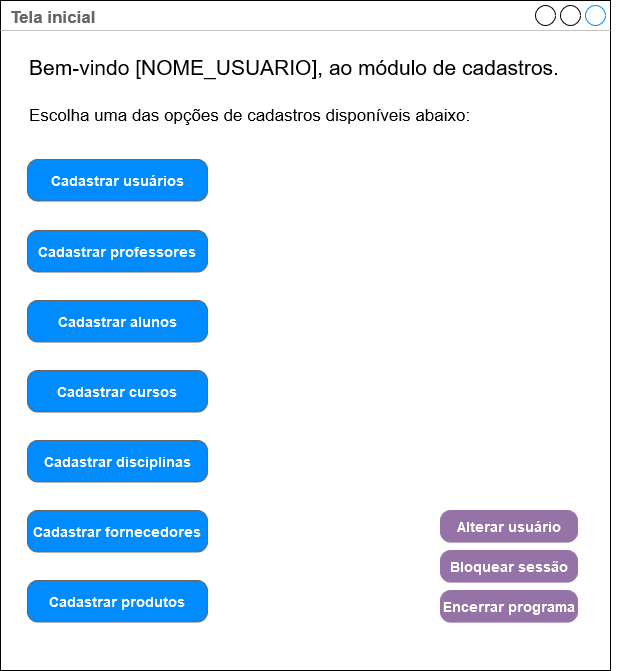 Tela inicial
Bem-vindo [NOME_USUARIO], ao módulo de cadastros.
Escolha uma das opções de cadastros disponíveis abaixo:
Cadastrar usuários
Cadastrar professores
Cadastrar alunos
Cadastrar cursos
Cadastrar disciplinas
Cadastrar fornecedores
Cadastrar produtos
Alterar usuário
Bloquear sessão
Encerrar programa